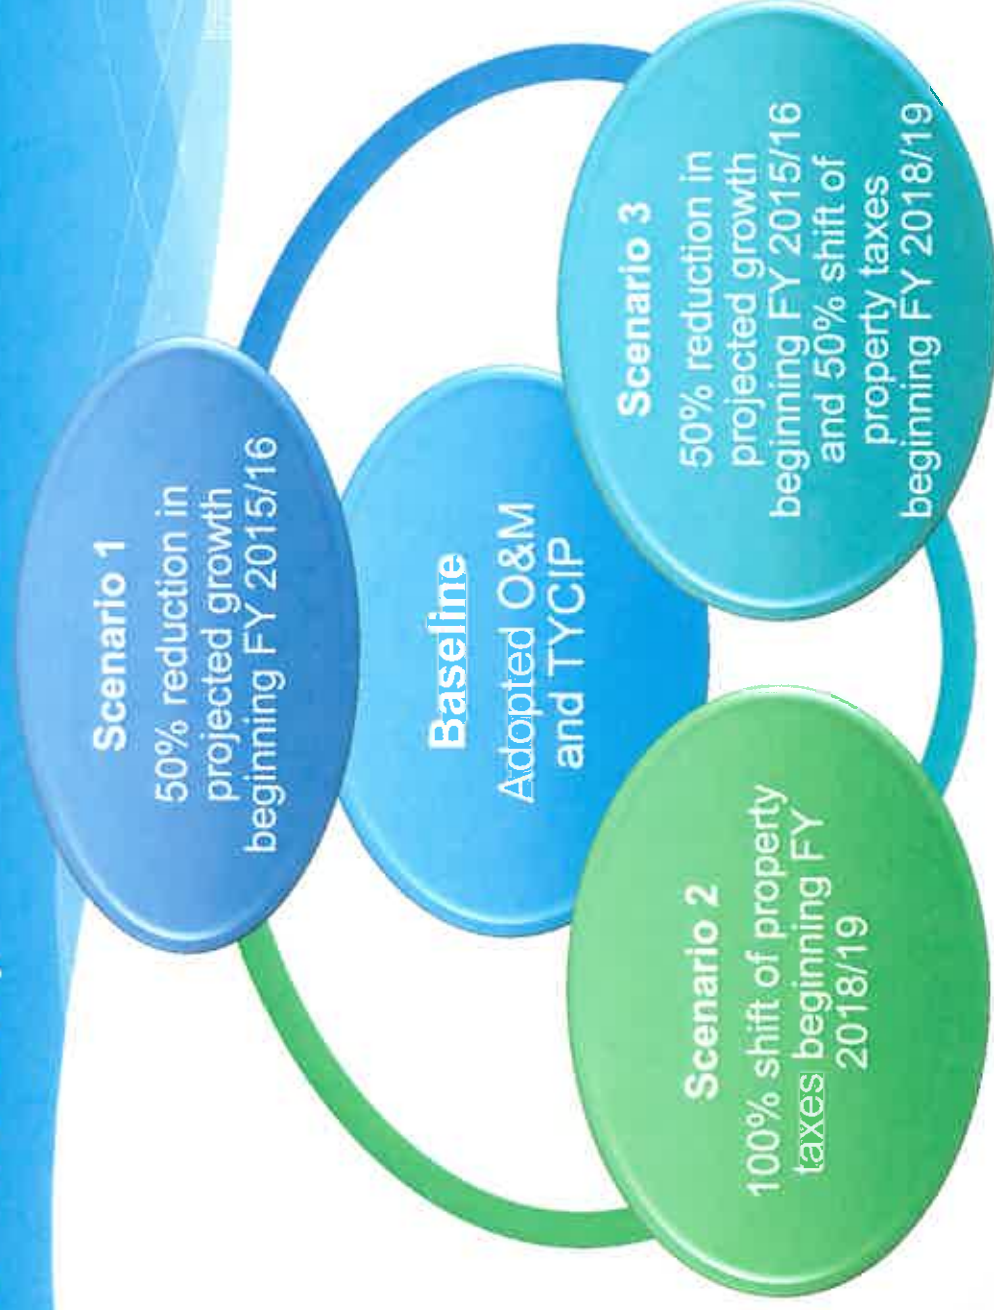 Scenario 1
50% reduction in
projected growth
beginning FY 2015/16
Baseline
Adopted O&M
and TYCIP
Scenario 2
100% shift of property
taxes beginning FY
2018/19
Scenario 3
50% reduction in
projected growth
beginning FY 2015/16
and 50% shift of
property taxes
beginning FY 2018/19